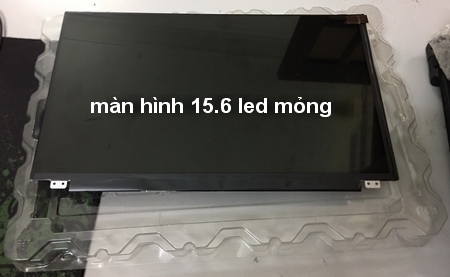 màn hình 15.6 led mỏng